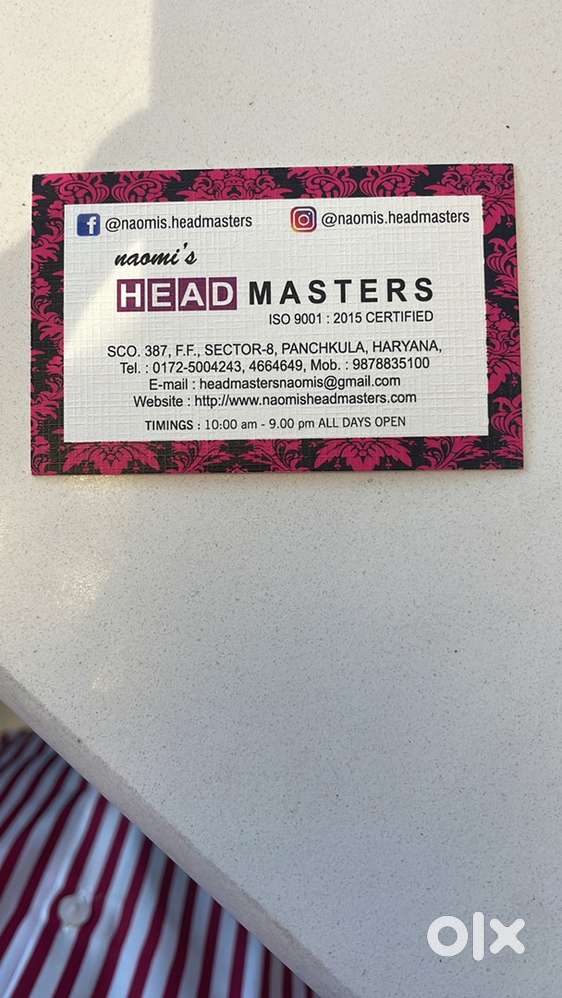 @naomis.headmasters @naomis.headmasters
naomi's
HEAD MASTERS
ISO 9001 : 2015 CERTIFIED
SCO. 387, F.F., SECTOR-8, PANCHKULA, HARYANA,
Tel. : 0172-5004243, 4664649, Mob. : 9878835100
E-mail : headmastersnaomis@gmail.com
Website : http://www.naomisheadmasters.com
TIMINGS : 10:00 am - 9.00 pm ALL DAYS OPEN
olx